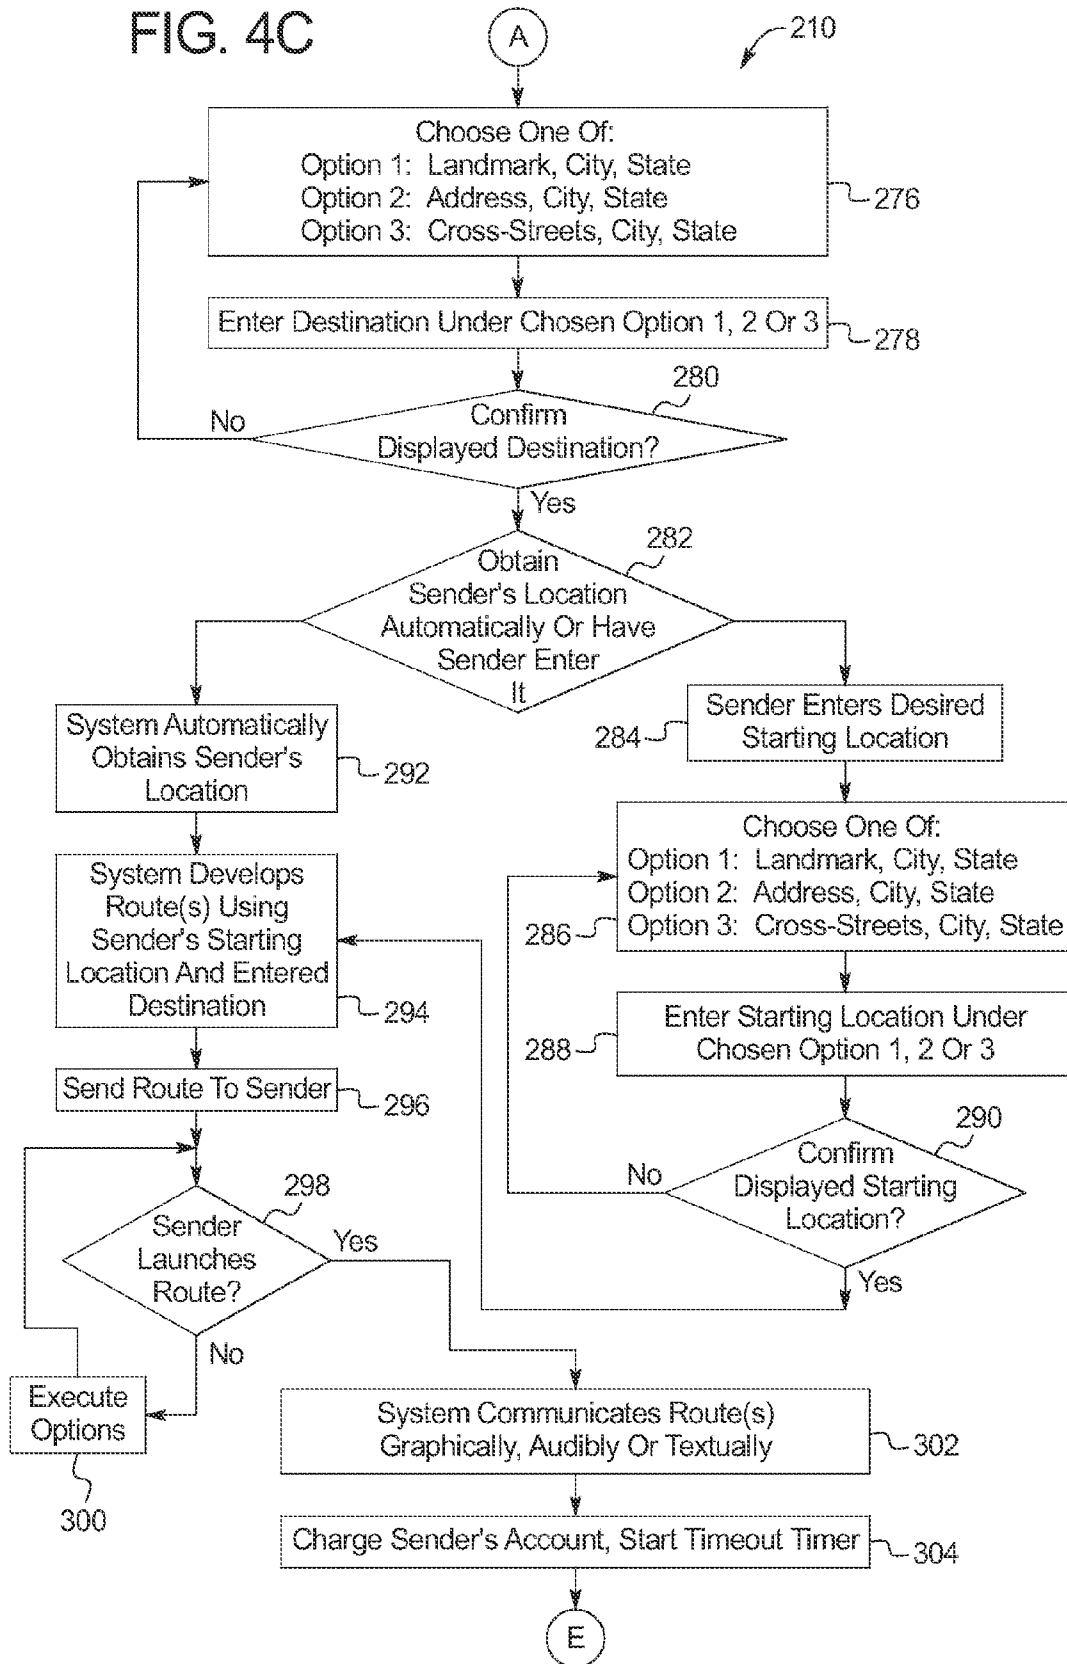 FIG. 4C
A
210
Choose One Of:
Option 1: Landmark, City, State
Option 2: Address, City, State
Option 3: Cross-Streets, City, State
276
Enter Destination Under Chosen Option 1, 2 Or 3
278
280
Confirm
Displayed Destination?
No
Yes
282
Obtain
Sender's Location
Automatically Or Have
Sender Enter
It
System Automatically
Obtains Sender's
Location
292
284
Sender Enters Desired
Starting Location
Choose One Of:
Option 1: Landmark, City, State
Option 2: Address, City, State
Option 3: Cross-Streets, City, State
286
System Develops
Route(s) Using
Sender's Starting
Location And Entered
Destination
294
Enter Starting Location Under
Chosen Option 1, 2 Or 3
288
Send Route To Sender
296
290
Confirm
Displayed Starting
Location?
No
Yes
298
Sender
Launches
Route?
Yes
No
Execute
Options
300
System Communicates Route(s)
Graphically, Audibly Or Textually
302
Charge Sender's Account, Start Timeout Timer
304
E